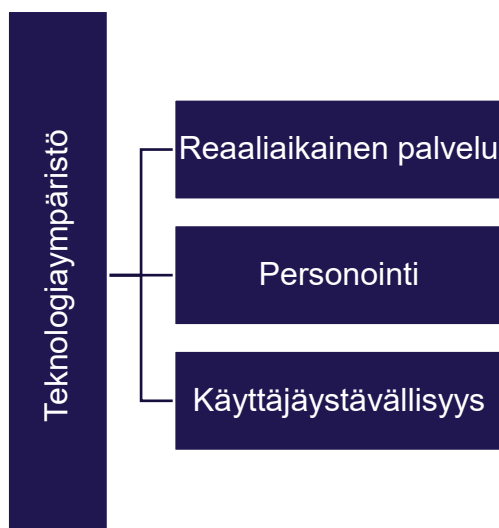 Teknologiaympäristö
Reaaliaikainen palvelu
Personointi
Käyttäjäystävällisyys